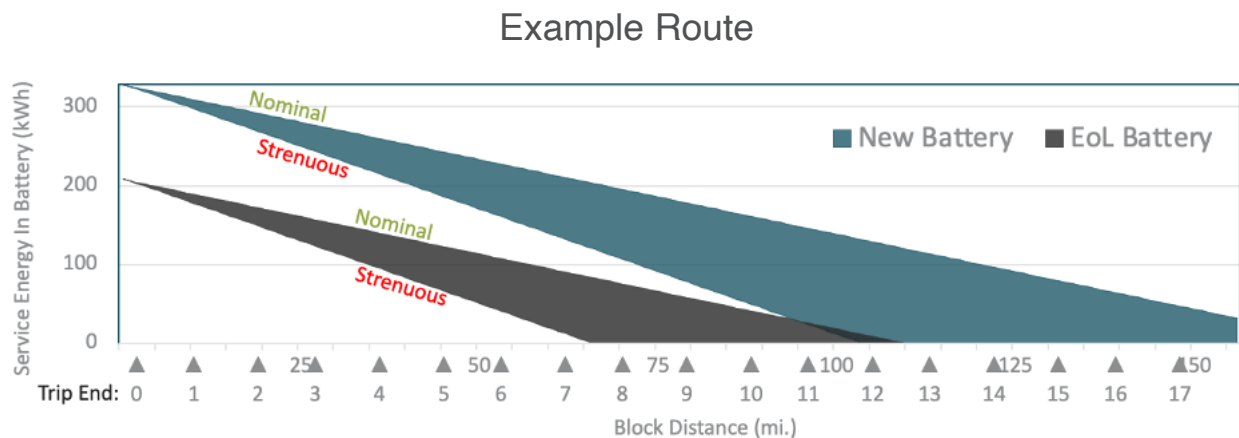 Example Route
Service Energy In Battery (kWh)
300
200
100
0
Nominal
Strenuous
Nominal
Strenuous
New Battery
EoL Battery
25 50 75 100 125 150
Trip End: 0 1 2 3 4 5 6 7 8 9 10 11 12 13 14 15 16 17
Block Distance (mi.)